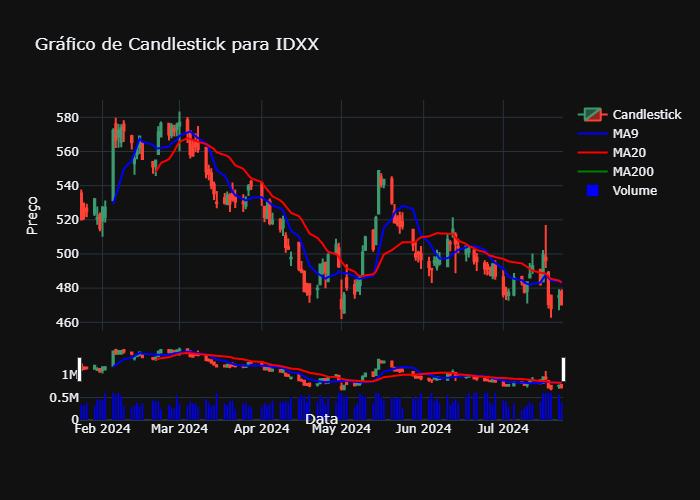 Gráfico de Candlestick para IDXX
Candlestick
MA9
MA20
MA200
Volume
Preço
580
560
540
520
500
480
460
1M
0.5M
0
Feb 2024
Mar 2024
Apr 2024
May 2024
Jun 2024
Jul 2024
Data